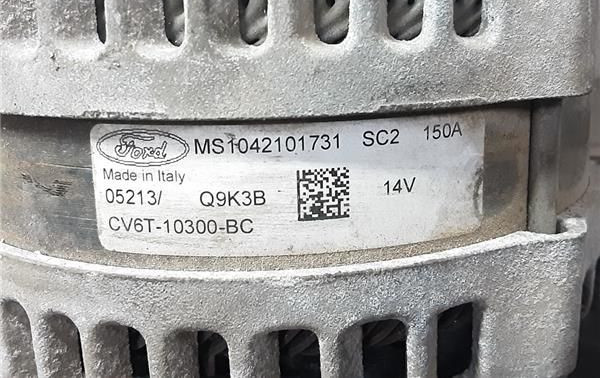 Ford MS1042101731 SC2 150A
Made in Italy
05213/ Q9K3B 14V
CV6T-10300-BC